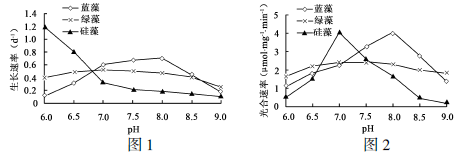 生长速率(d⁻¹)
1.2
1.0
0.8
0.6
0.4
0.2
0
蓝藻
绿藻
硅藻
6.0 6.5 7.0 7.5 8.0 8.5 9.0
pH
图1
光合速率(μmol·mg⁻¹.min⁻¹)
5
4
3
2
1
0
蓝藻
绿藻
硅藻
6.0 6.5 7.0 7.5 8.0 8.5 9.0
pH
图2